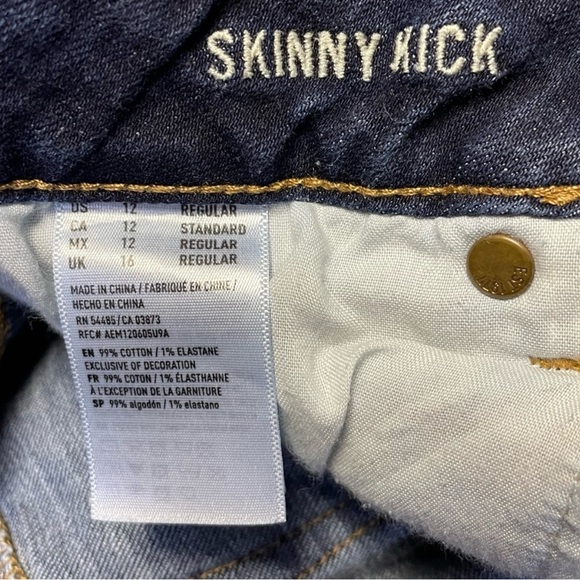 SKINNY KICK
US 12 REGULAR
CA 12 STANDARD
MX 12 REGULAR
UK 16 REGULAR
MADE IN CHINA / FABRIQUÉ EN CHINE /
HECHO EN CHINA
RN 54485/CA 03873
RFC# AEM120605U9A
EN 99% COTTON / 1% ELASTANE
EXCLUSIVE OF DECORATION
FR 99% COTON / 1% ÉLASTHANNE
À L'EXCEPTION DE LA GARNITURE
SP 99% algodón / 1% elastano